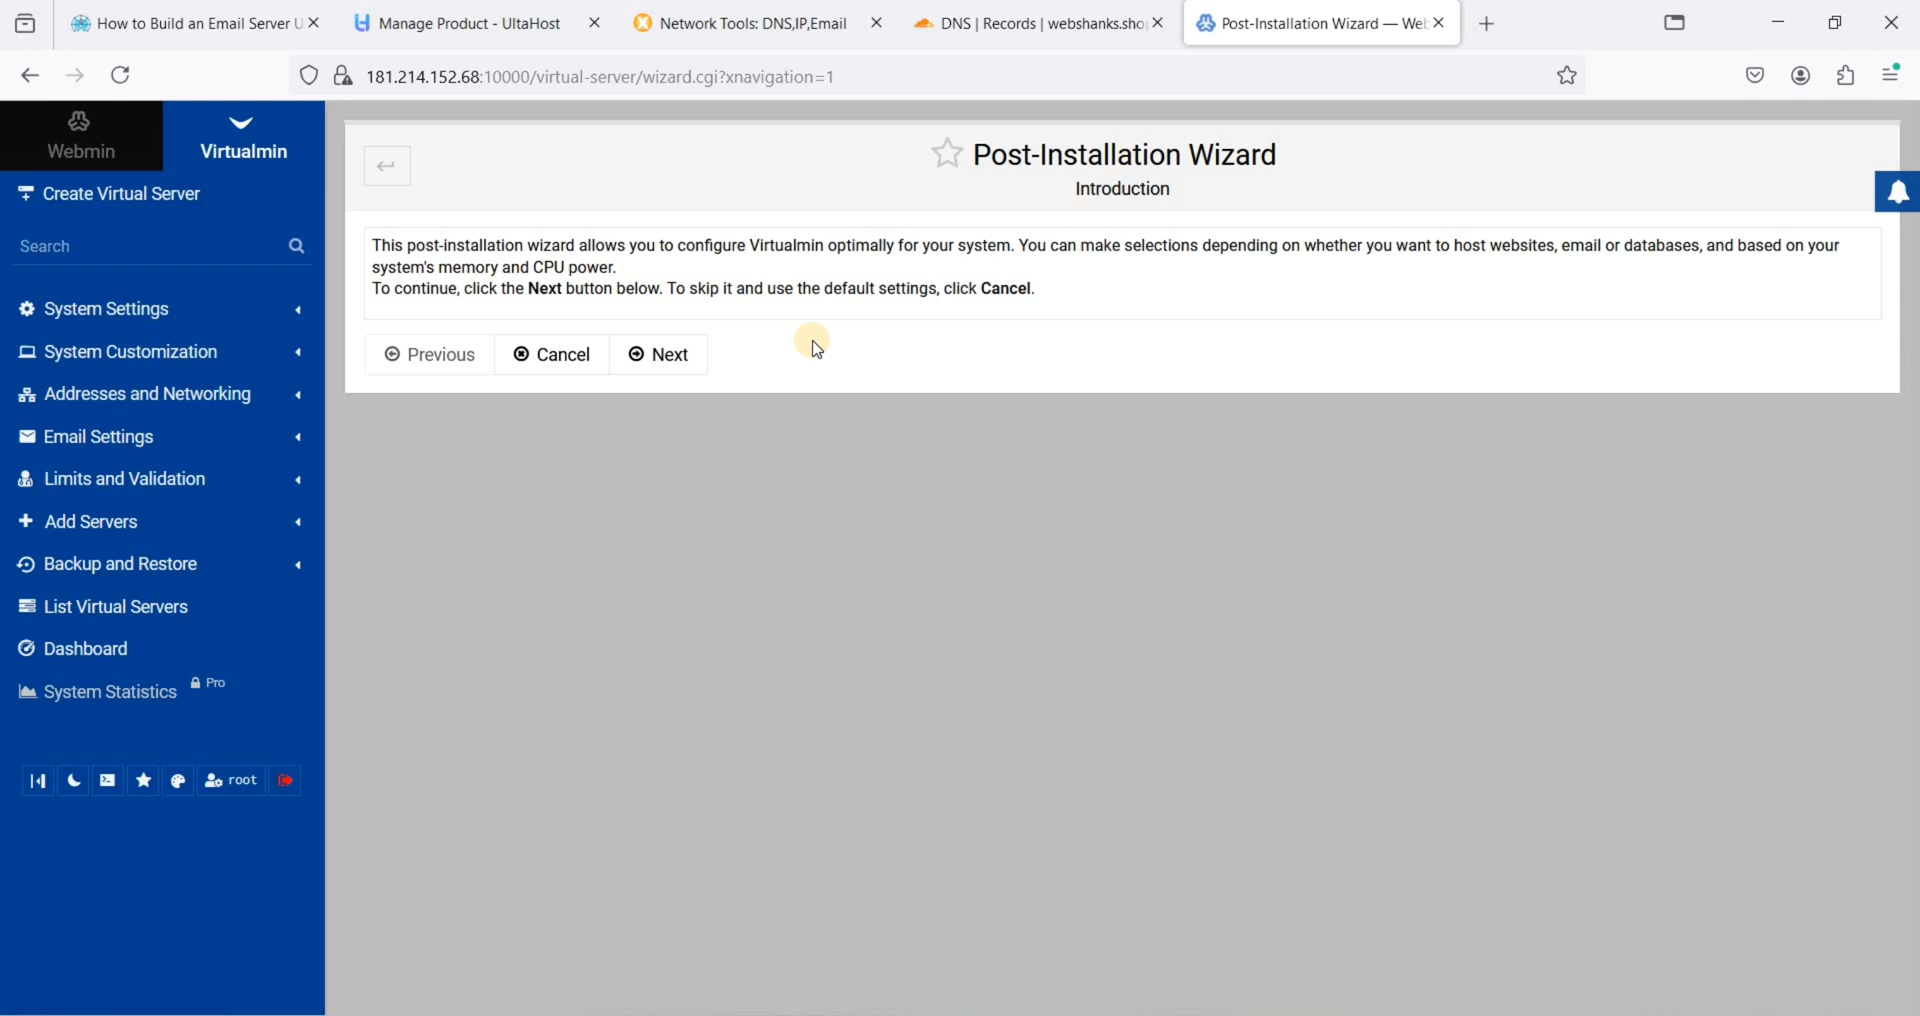 How to Build an Email Server U
Manage Product - UltaHost
Network Tools: DNS,IP,Email
DNS | Records | webshanks.sho
Post-Installation Wizard — Web
181.214.152.68:10000/virtual-server/wizard.cgi?xnavigation=1
Webmin
Virtualmin
Create Virtual Server
Search
System Settings
System Customization
Addresses and Networking
Email Settings
Limits and Validation
Add Servers
Backup and Restore
List Virtual Servers
Dashboard
System Statistics Pro
root
Post-Installation Wizard
Introduction
This post-installation wizard allows you to configure Virtualmin optimally for your system. You can make selections depending on whether you want to host websites, email or databases, and based on your
system's memory and CPU power.
To continue, click the Next button below. To skip it and use the default settings, click Cancel.
Previous
Cancel
Next